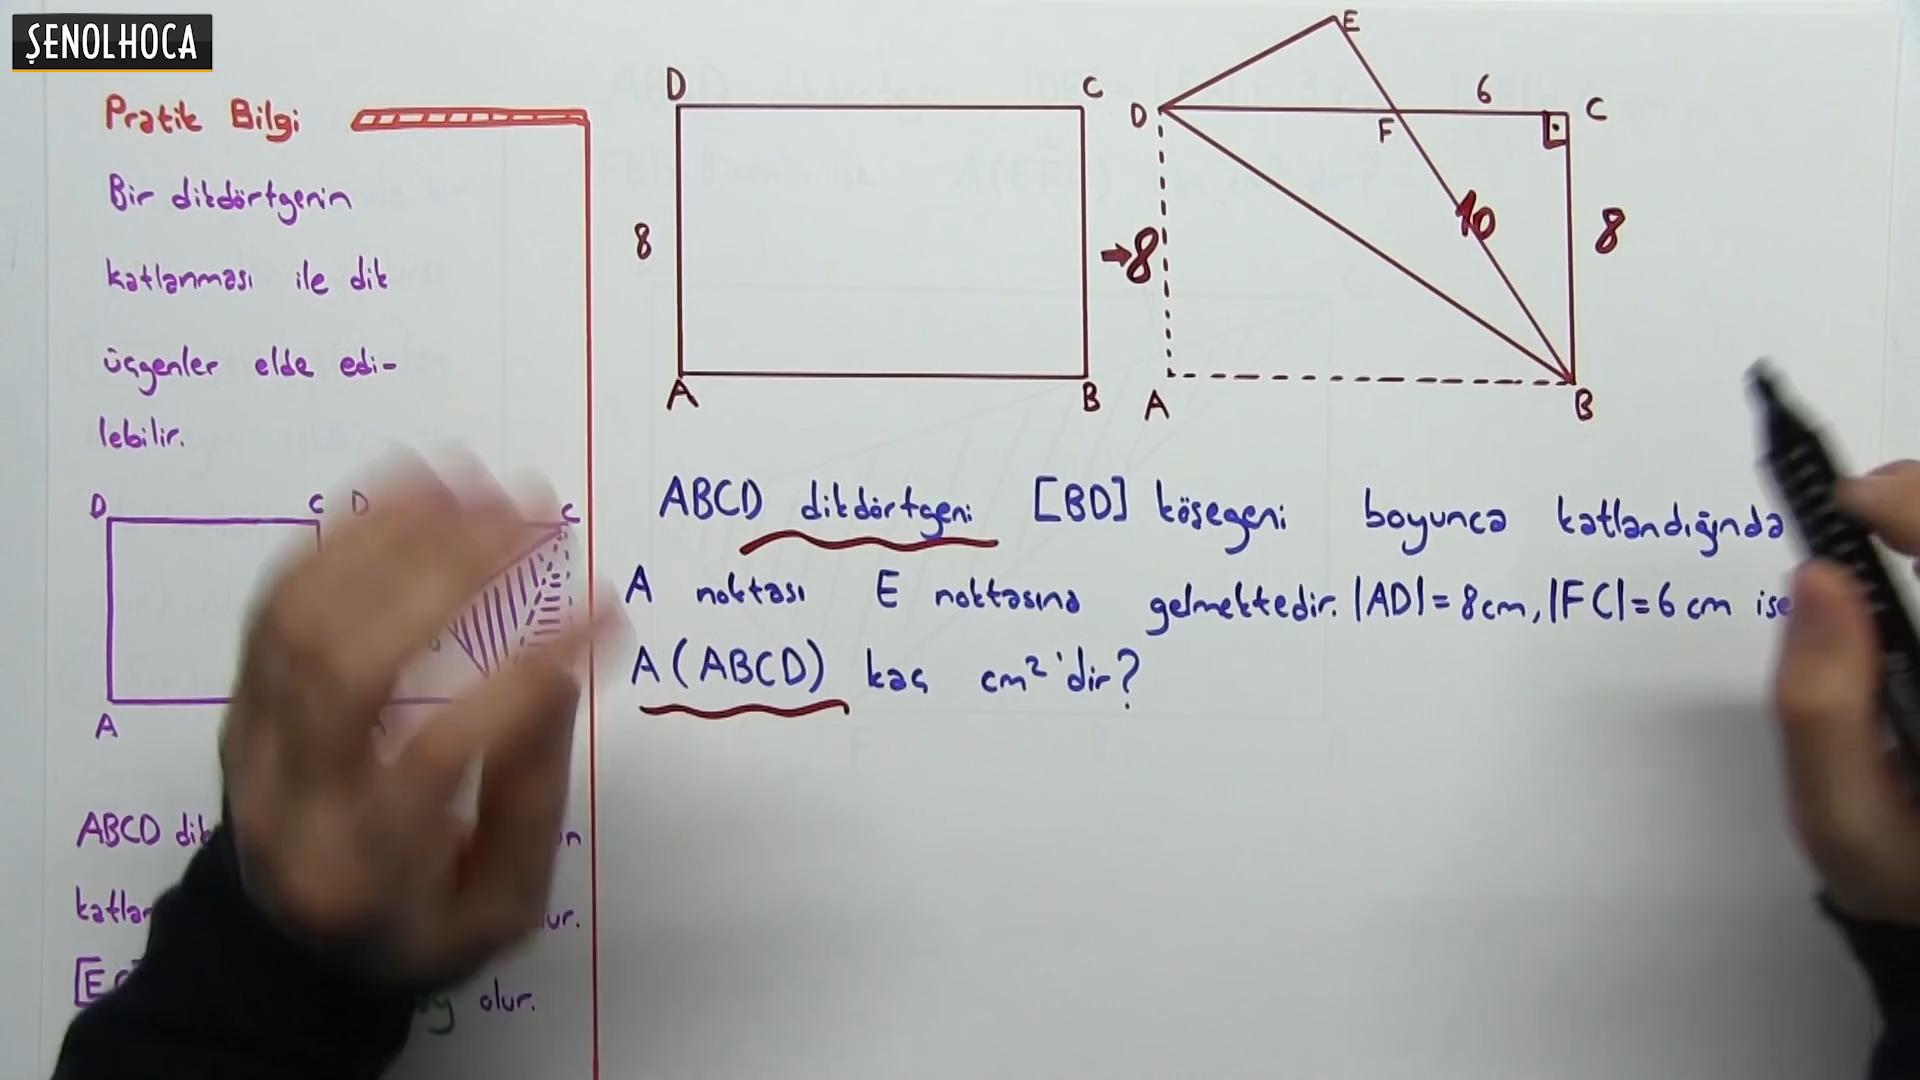 ŞENOLHOCA
Pratik Bilgi
Bir dikdörtgenin
katlanması ile dik
üçgenler elde edi-
lebilir.
D C D C
A
ABCD
katlan
olur.
D C
8
A B
E
D F 6 C
→8 10 8
A B
ABCD dikdörtgeni [BD] köşegeni boyunca katlandığında
A noktası E noktasına gelmektedir. |AD|= 8cm, |FC|= 6 cm ise
A(ABCD) kaç cm²'dir?